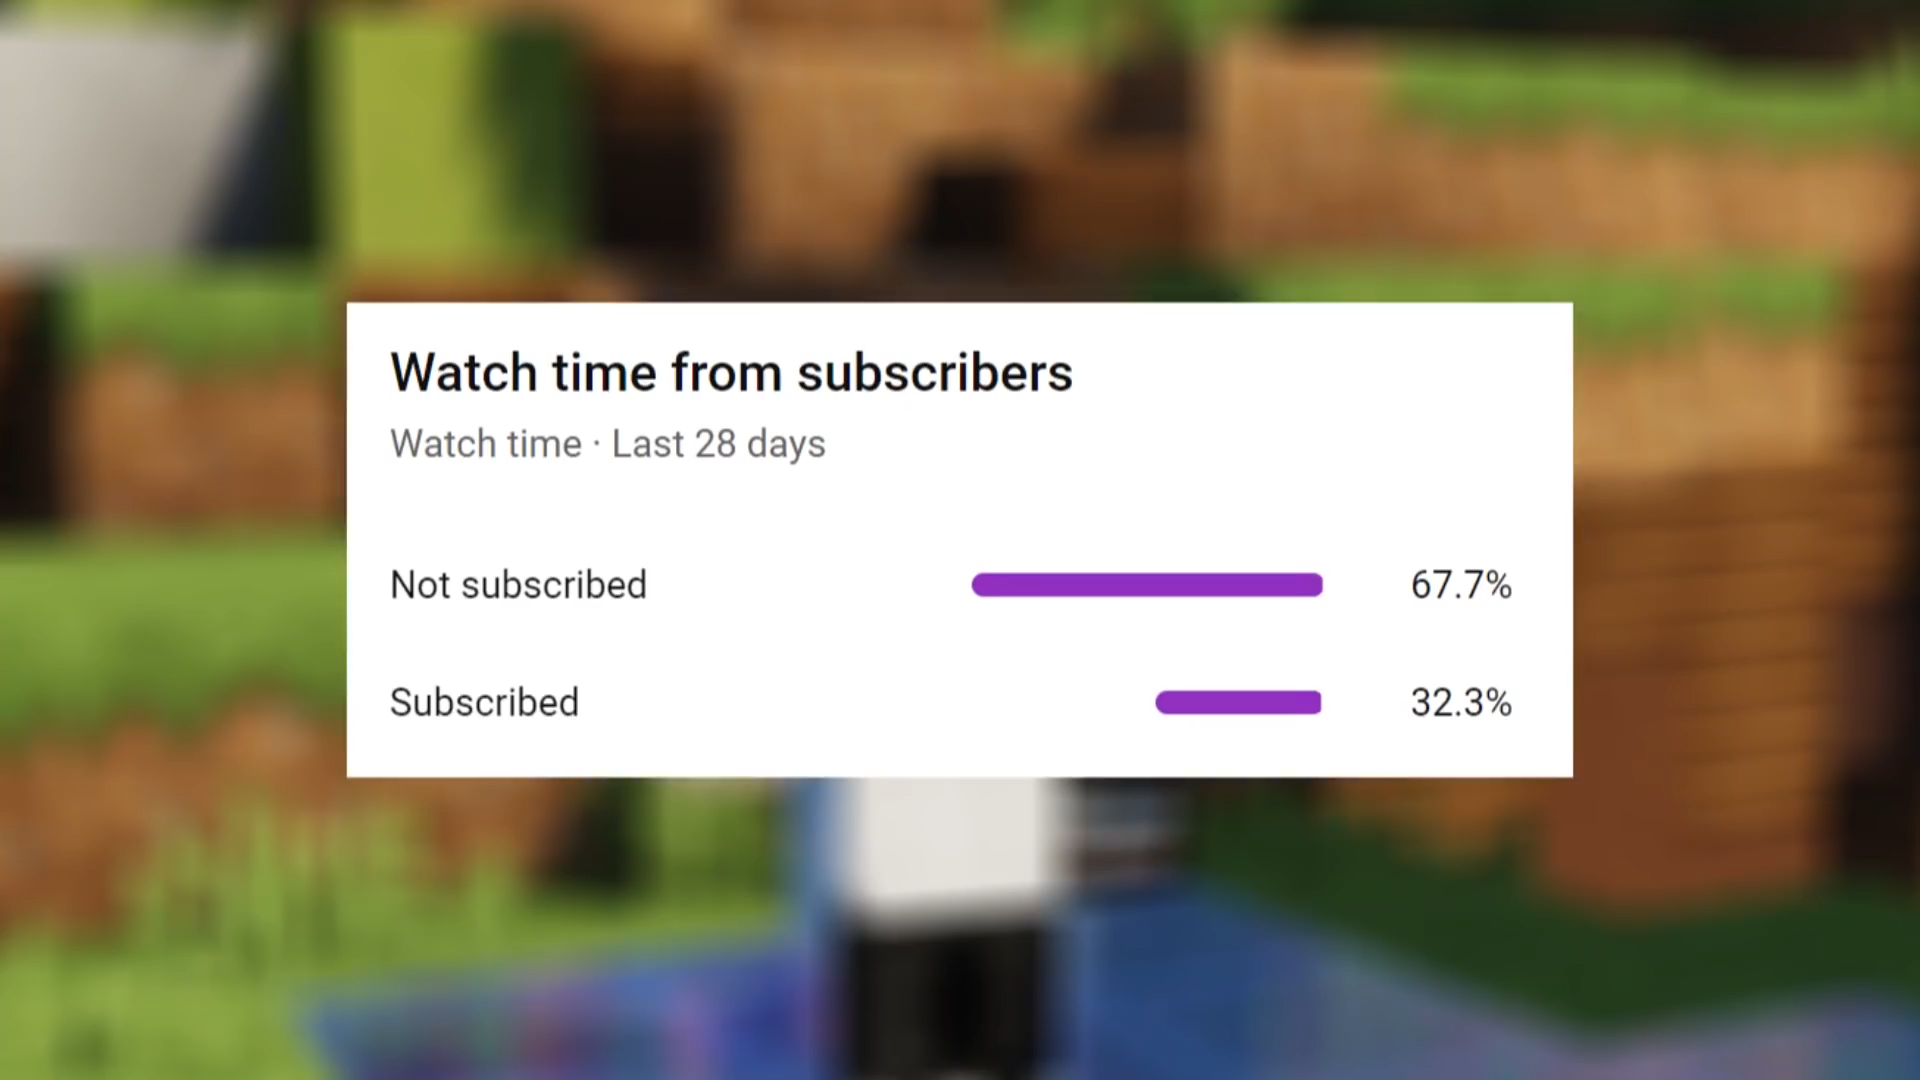 Watch time from subscribers
Watch time · Last 28 days
Not subscribed 67.7%
Subscribed 32.3%